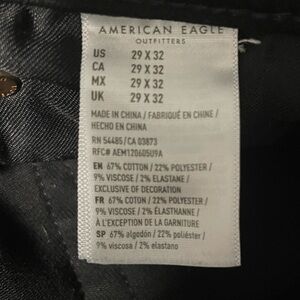 AMERICAN EAGLE
OUTFITTERS
US 29 X 32
CA 29 X 32
MX 29 X 32
UK 29 X 32
MADE IN CHINA / FABRIQUÉ EN CHINE /
HECHO EN CHINA
RN 54485/CA 03873
RFC# AEM120605U9A
EN 67% COTTON / 22% POLYESTER /
9% VISCOSE / 2% ELASTANE /
EXCLUSIVE OF DECORATION
FR 67% COTON / 22% POLYESTER /
9% VISCOSE / 2% ÉLASTHANNE /
À L'EXCEPTION DE LA GARNITURE
SP 67% algodón / 22% poliéster /
9% viscosa / 2% elastano